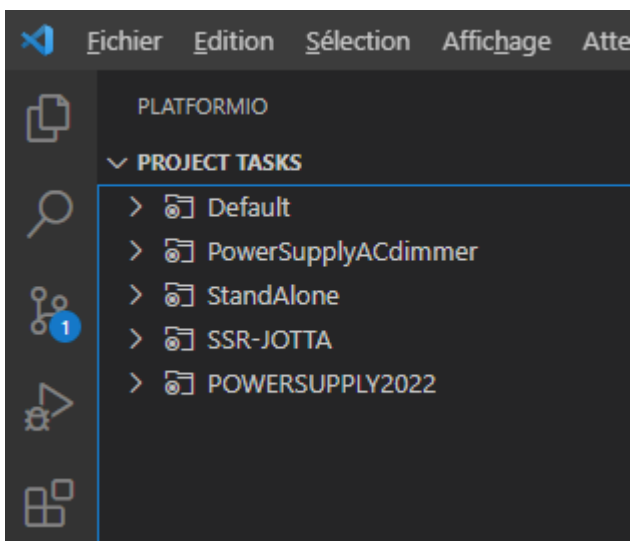 Fichier Edition Sélection Affichage Atte
PLATFORMIO
PROJECT TASKS
Default
PowerSupplyACdimmer
StandAlone
1
SSR-JOTTA
POWERSUPPLY2022